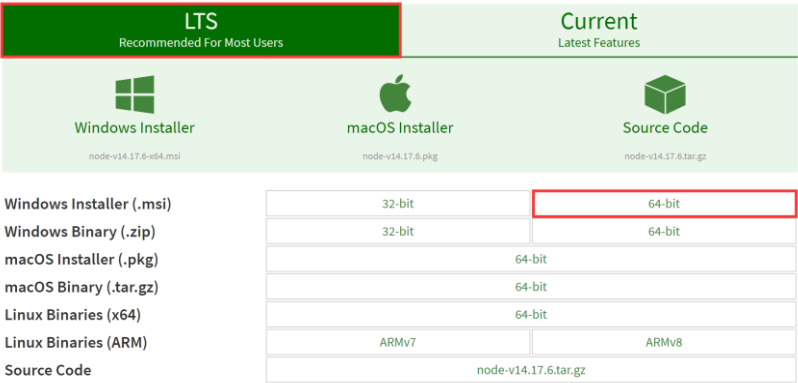 LTS
Recommended For Most Users
Current
Latest Features
Windows Installer
macOS Installer
Source Code
node-v14.17.6-x64.msi
node-v14.17.6.pkg
node-v14.17.6.tar.gz
Windows Installer (.msi) 32-bit 64-bit
Windows Binary (.zip) 32-bit 64-bit
macOS Installer (.pkg) 64-bit
macOS Binary (.tar.gz) 64-bit
Linux Binaries (x64) 64-bit
Linux Binaries (ARM) ARMv7 ARMv8
Source Code node-v14.17.6.tar.gz